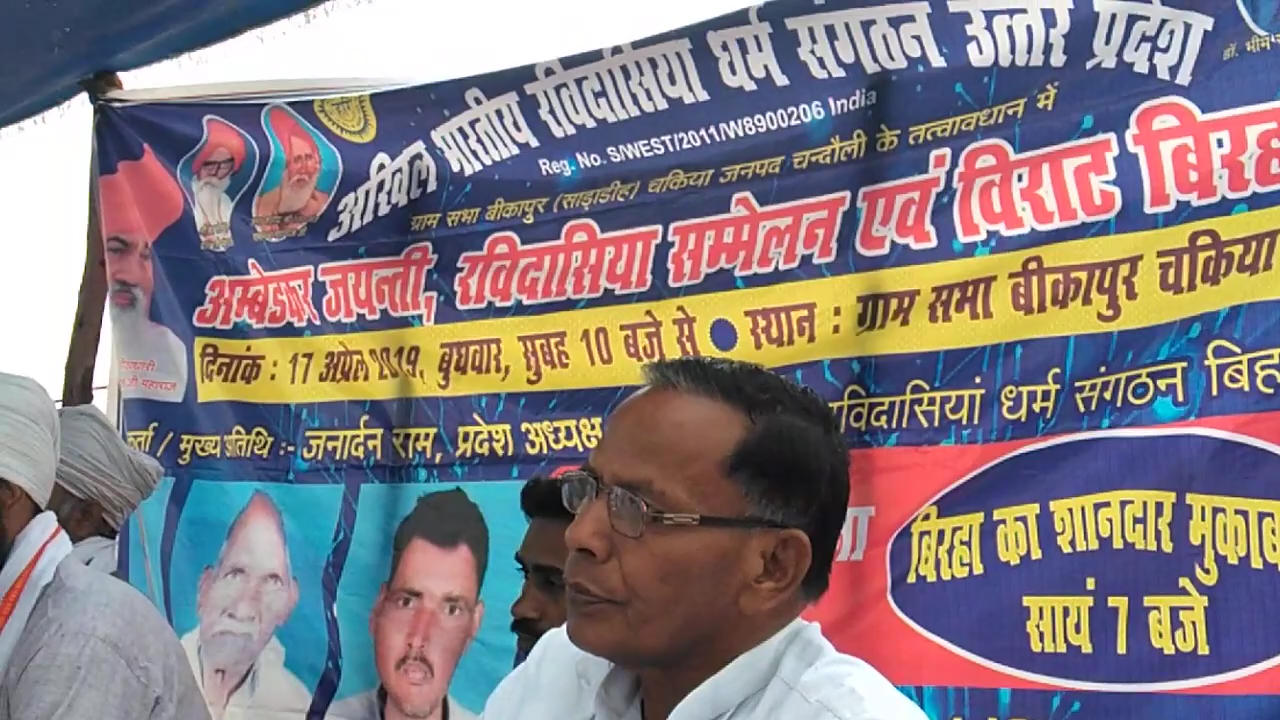 अखिल भारतीय रविदासिया धर्म संगठन उत्तर प्रदेश
डॉ. भीम
Reg. No. S/WEST/2011/W8900206 India
ग्राम सभा बीकापुर (साड़ाडीह) चकिया जनपद चन्दौली के तत्वावधान में
अम्बेडकर जयन्ती, रविदासिया सम्मेलन एवं विराट बिरहा
दिनांक : 17 अप्रेल 2019, बुधवार, सुबह 10 बजे से ● स्थान : ग्राम सभा बीकापुर चकिया
महाराज
/ मुख्य अतिथि :- जनार्दन राम, प्रदेश अध्यक्ष रविदासियां धर्म संगठन बिहा
बिरहा का शानदार मुकाब
सायं 7 बजे